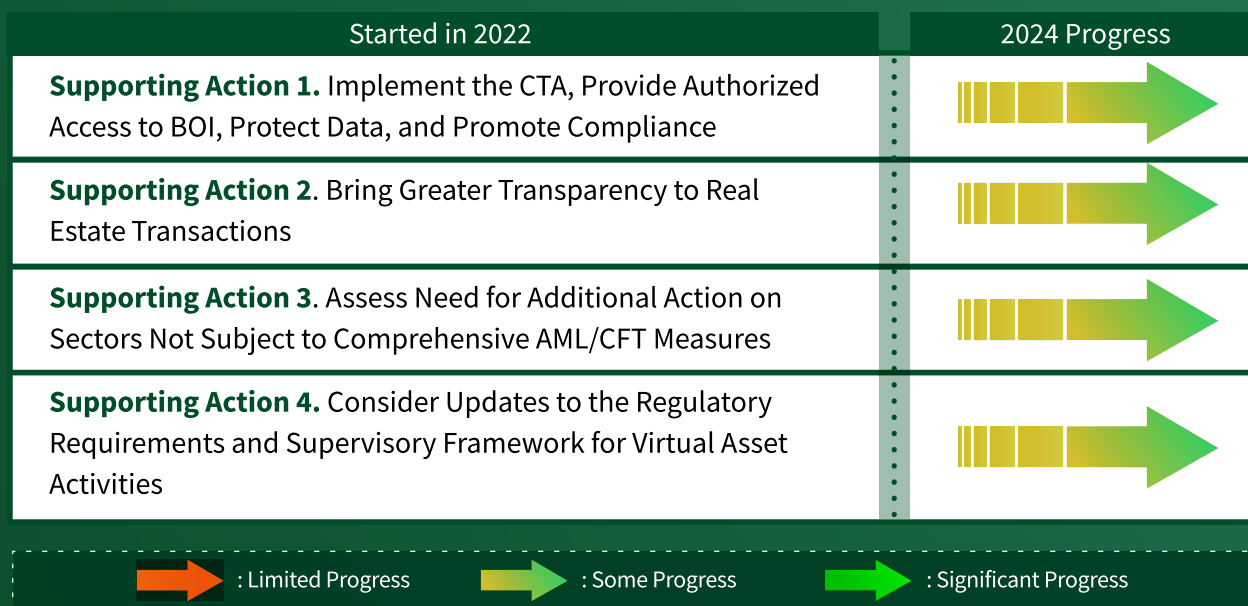 Started in 2022
2024 Progress
Supporting Action 1. Implement the CTA, Provide Authorized
Access to BOI, Protect Data, and Promote Compliance
Supporting Action 2. Bring Greater Transparency to Real
Estate Transactions
Supporting Action 3. Assess Need for Additional Action on
Sectors Not Subject to Comprehensive AML/CFT Measures
Supporting Action 4. Consider Updates to the Regulatory
Requirements and Supervisory Framework for Virtual Asset
Activities
: Limited Progress
: Some Progress
: Significant Progress